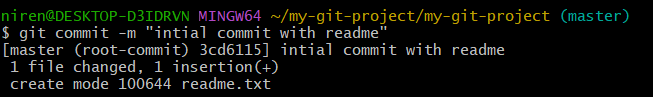 niren@DESKTOP-D3IDRVN MINGW64 ~/my-git-project/my-git-project (master)
$ git commit -m "intial commit with readme"
[master (root-commit) 3cd6115] intial commit with readme
 1 file changed, 1 insertion(+)
 create mode 100644 readme.txt